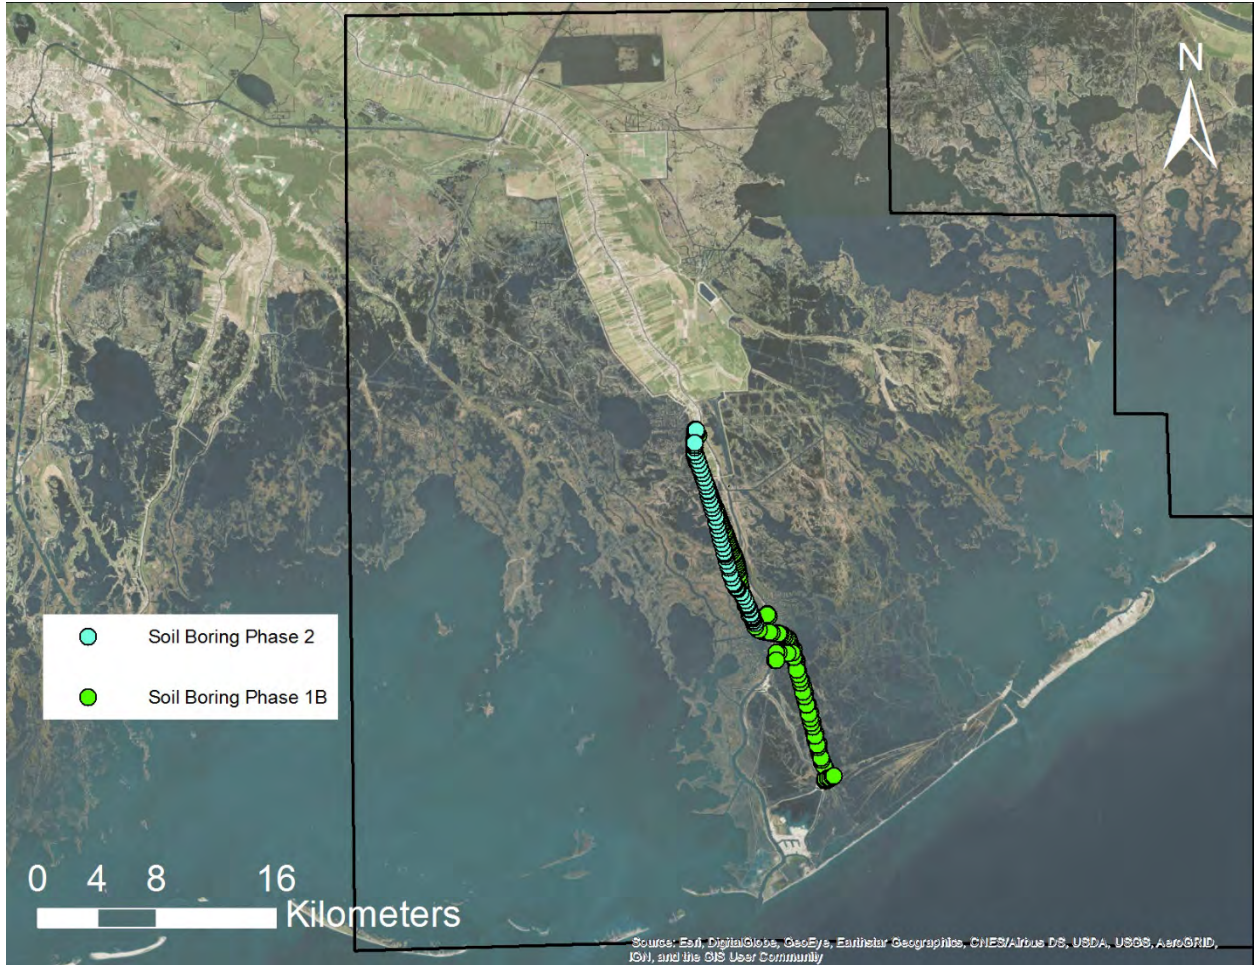 N
Soil Boring Phase 2
Soil Boring Phase 1B
0 4 8 16
Kilometers
Source: Esri, DigitalGlobe, GeoEye, Earthstar Geographics, CNES/Airbus DS, USDA, USGS, AeroGRID,
IGN, and the GIS User Community